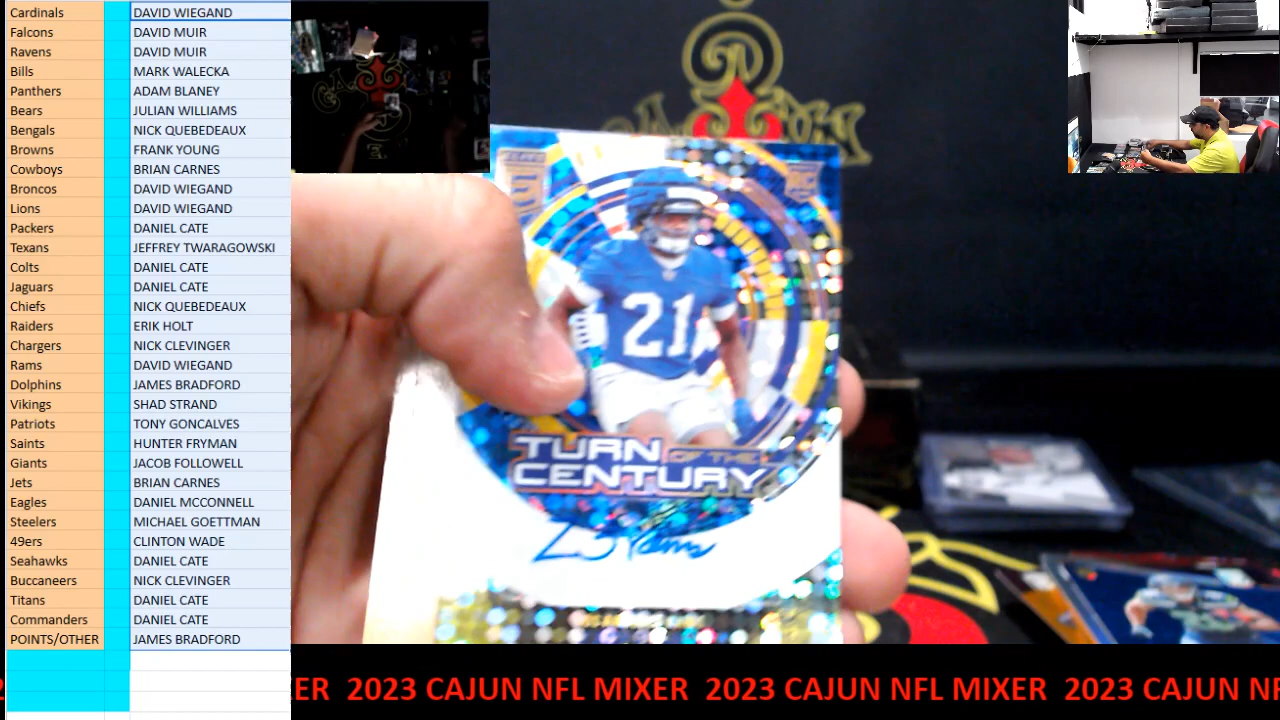 Cardinals DAVID WIEGAND
Falcons DAVID MUIR
Ravens DAVID MUIR
Bills MARK WALECKA
Panthers ADAM BLANEY
Bears JULIAN WILLIAMS
Bengals NICK QUEBEDEAUX
Browns FRANK YOUNG
Cowboys BRIAN CARNES
Broncos DAVID WIEGAND
Lions DAVID WIEGAND
Packers DANIEL CATE
Texans JEFFREY TWARAGOWSKI
Colts DANIEL CATE
Jaguars DANIEL CATE
Chiefs NICK QUEBEDEAUX
Raiders ERIK HOLT
Chargers NICK CLEVINGER
Rams DAVID WIEGAND
Dolphins JAMES BRADFORD
Vikings SHAD STRAND
Patriots TONY GONCALVES
Saints HUNTER FRYMAN
Giants JACOB FOLLOWELL
Jets BRIAN CARNES
Eagles DANIEL MCCONNELL
Steelers MICHAEL GOETTMAN
49ers CLINTON WADE
Seahawks DANIEL CATE
Buccaneers NICK CLEVINGER
Titans DANIEL CATE
Commanders DANIEL CATE
POINTS/OTHER JAMES BRADFORD
21
TURN OF THE
CENTURY
ER 2023 CAJUN NFL MIXER 2023 CAJUN NFL MIXER 2023 CAJUN NE